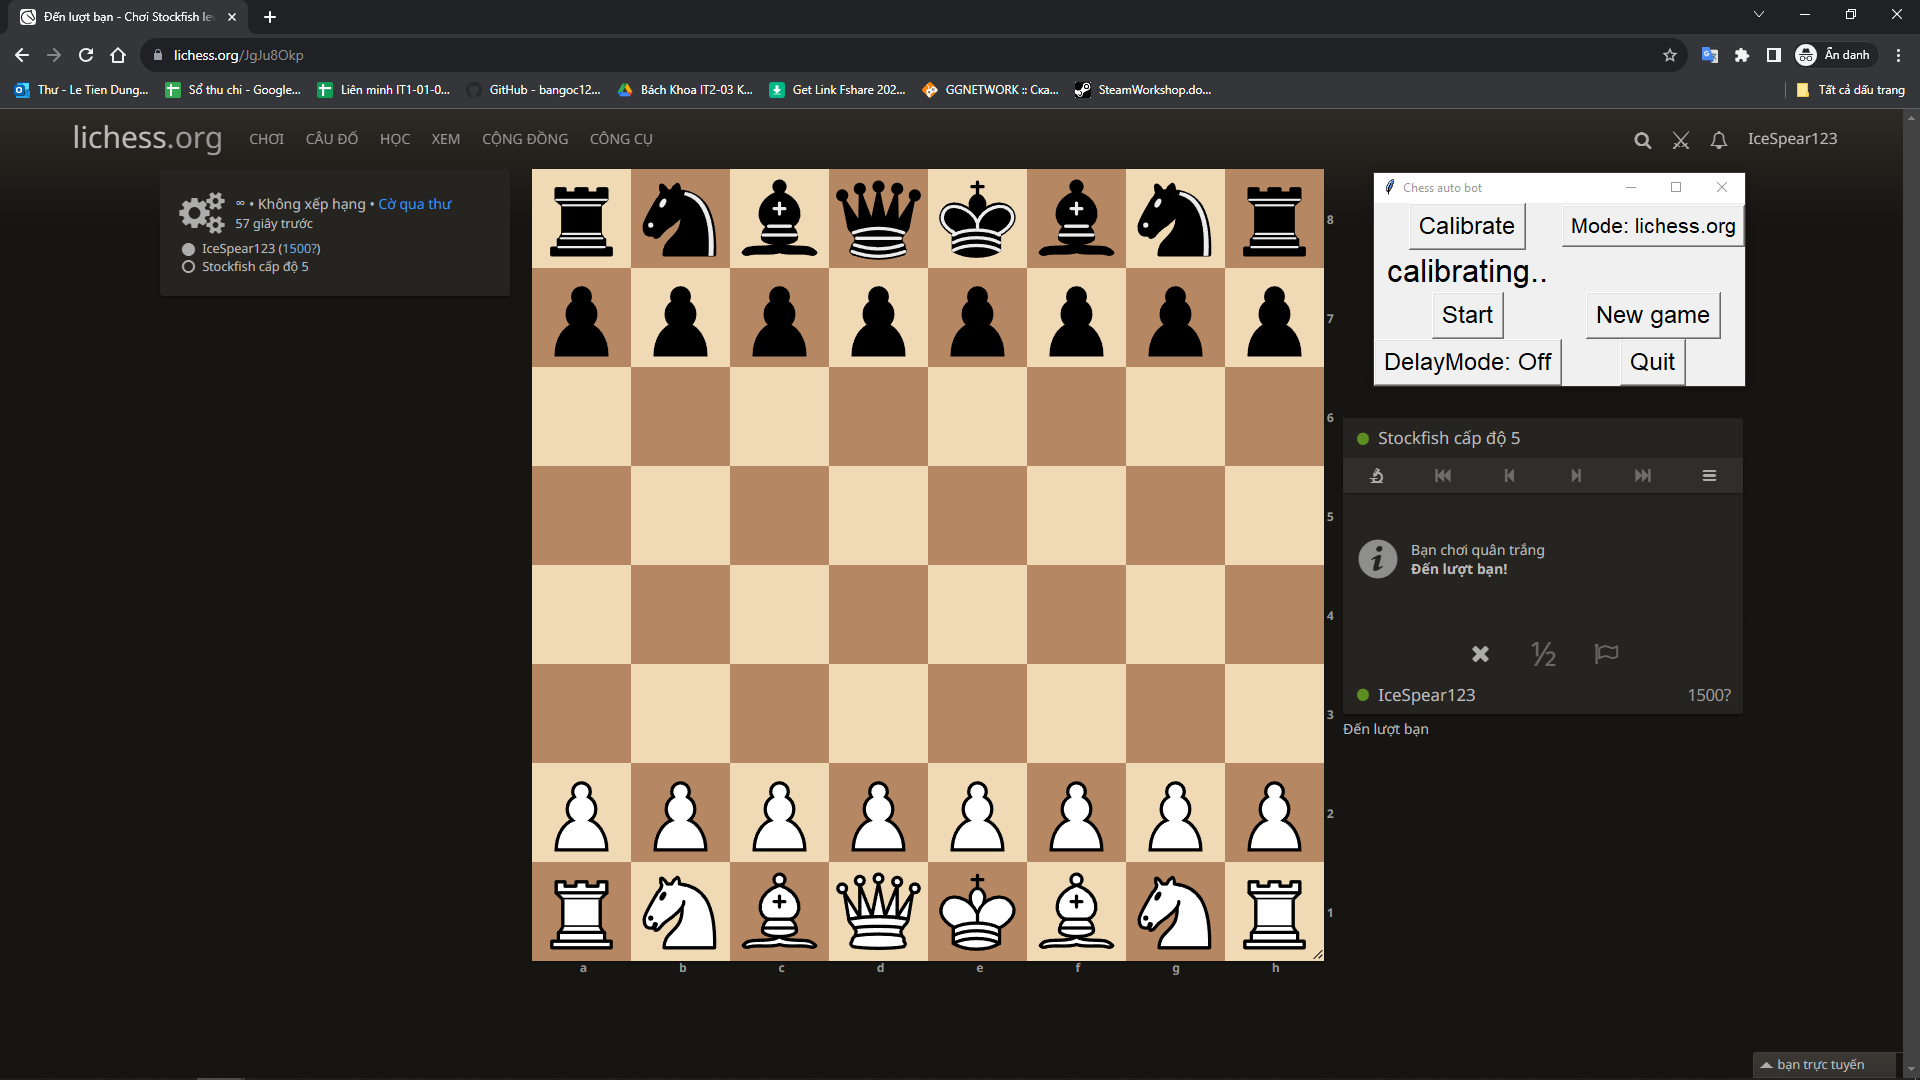 Đến lượt bạn - Chơi Stockfish le
lichess.org/JgJu8Okp
Ẩn danh
Thư - Le Tien Dung...
Sổ thu chi - Google...
Liên minh IT1-01-0...
GitHub - bangoc12...
Bách Khoa IT2-03 K...
Get Link Fshare 202...
GGNETWORK :: Ска...
SteamWorkshop.do...
Tất cả dấu trang
lichess.org
CHƠI
CÂU ĐỐ
HỌC
XEM
CỘNG ĐỒNG
CÔNG CỤ
IceSpear123
∞ • Không xếp hạng • Cờ qua thư
57 giây trước
IceSpear123 (1500?)
Stockfish cấp độ 5
8
7
6
5
4
3
2
1
a b c d e f g h
Chess auto bot
Calibrate
Mode: lichess.org
calibrating..
Start
New game
DelayMode: Off
Quit
Stockfish cấp độ 5
Bạn chơi quân trắng
Đến lượt bạn!
½
IceSpear123
1500?
Đến lượt bạn
bạn trực tuyến